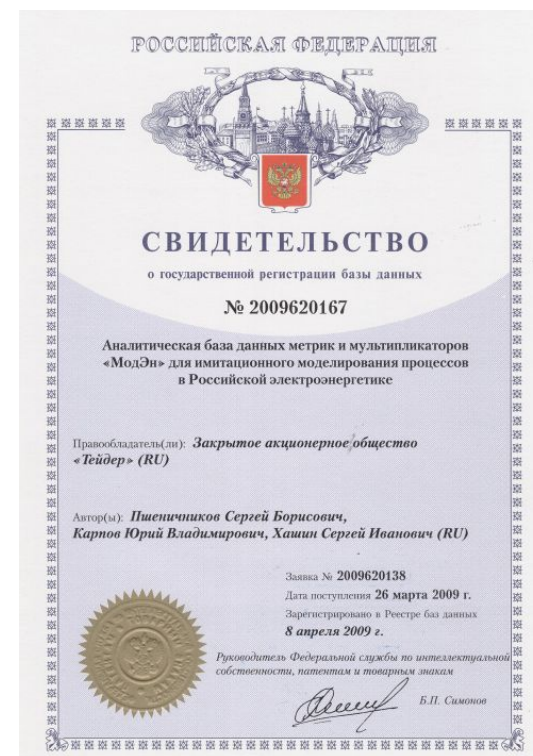 РОССИЙСКАЯ ФЕДЕРАЦИЯ
СВИДЕТЕЛЬСТВО
о государственной регистрации базы данных
№ 2009620167
Аналитическая база данных метрик и мультипликаторов
«МодЭн» для имитационного моделирования процессов
в Российской электроэнергетике
Правообладатель(ли): Закрытое акционерное общество
«Тейдер» (RU)
Автор(ы): Пшеничников Сергей Борисович,
Карпов Юрий Владимирович, Хашин Сергей Иванович (RU)
Заявка № 2009620138
Дата поступления 26 марта 2009 г.
Зарегистрировано в Реестре баз данных
8 апреля 2009 г.
Руководитель Федеральной службы по интеллектуальной
собственности, патентам и товарным знакам
Б.П. Симонов